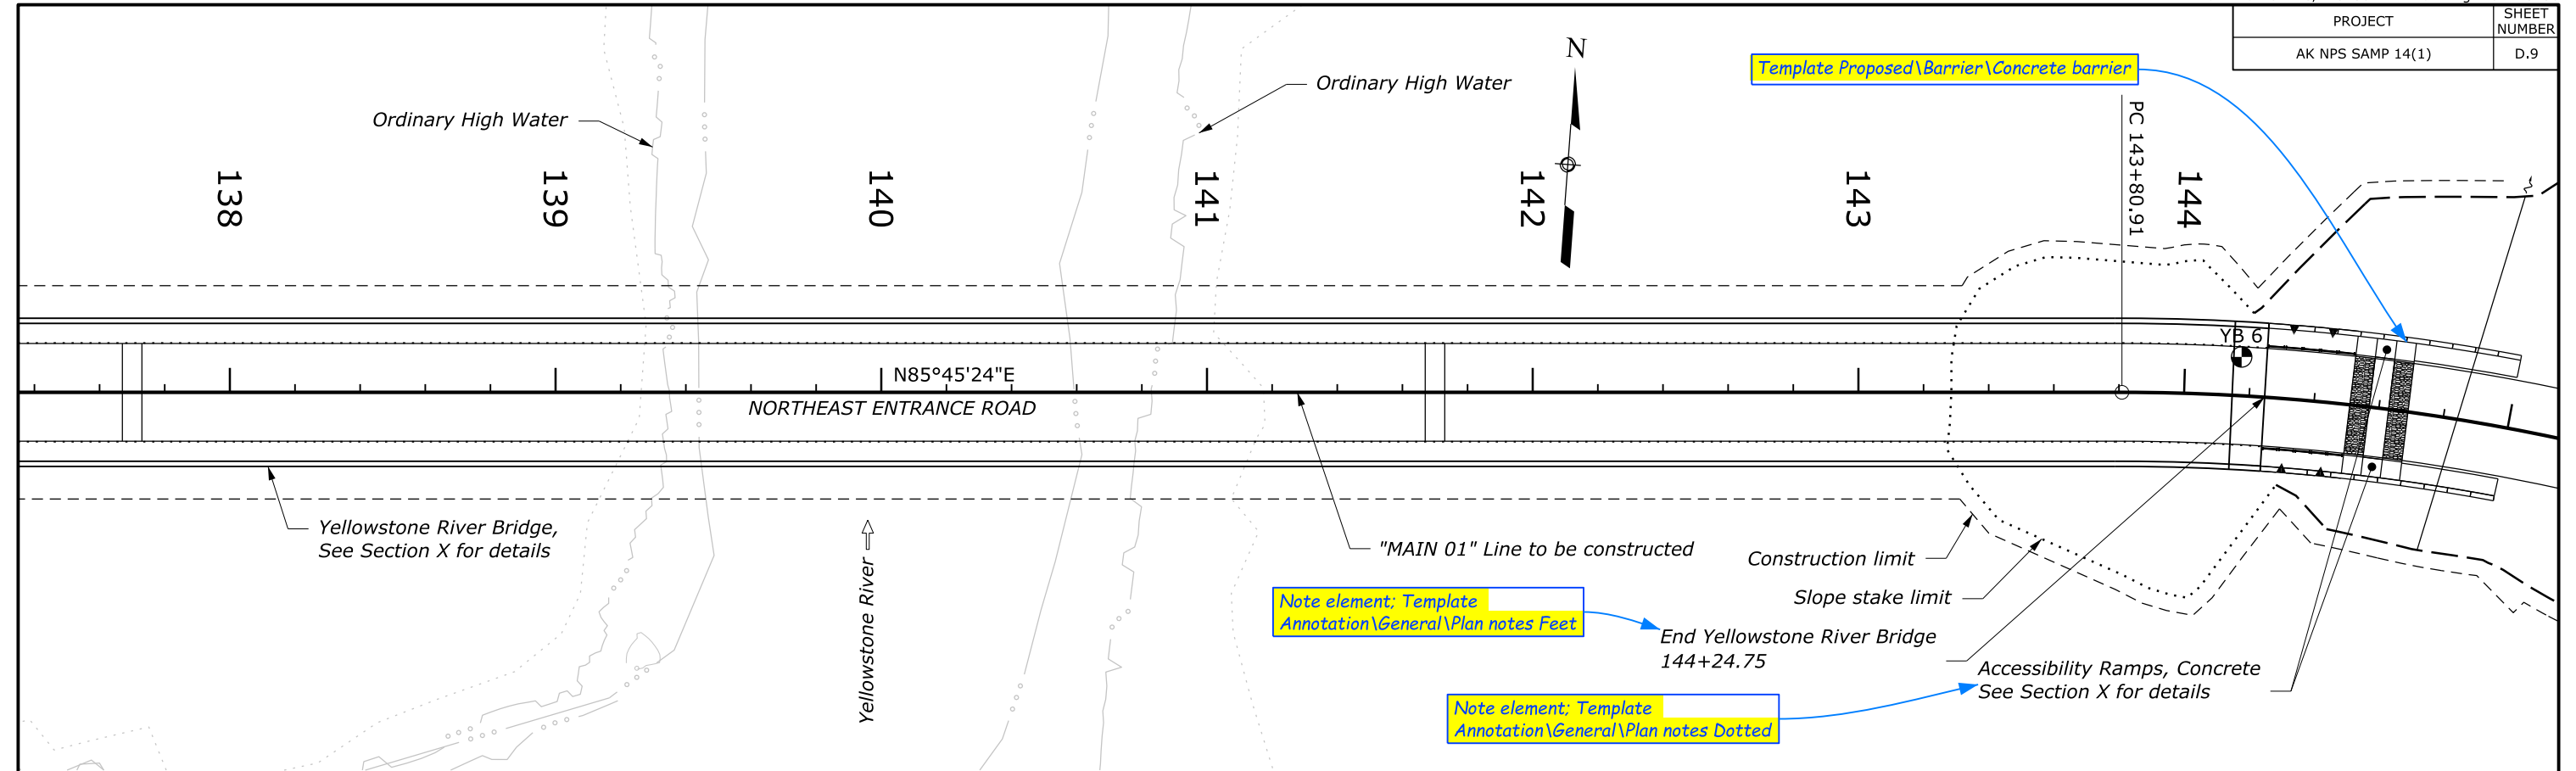 PROJECT
SHEET
NUMBER
AK NPS SAMP 14(1)
D.9
N
Template Proposed\Barrier\Concrete barrier
Ordinary High Water
Ordinary High Water
PC 143+80.91
138
139
140
141
142
143
144
YB 6
N85°45'24"E
NORTHEAST ENTRANCE ROAD
Yellowstone River Bridge,
See Section X for details
Yellowstone River
"MAIN 01" Line to be constructed
Construction limit
Slope stake limit
Note element; Template
Annotation\General\Plan notes Feet
End Yellowstone River Bridge
144+24.75
Accessibility Ramps, Concrete
See Section X for details
Note element; Template
Annotation\General\Plan notes Dotted